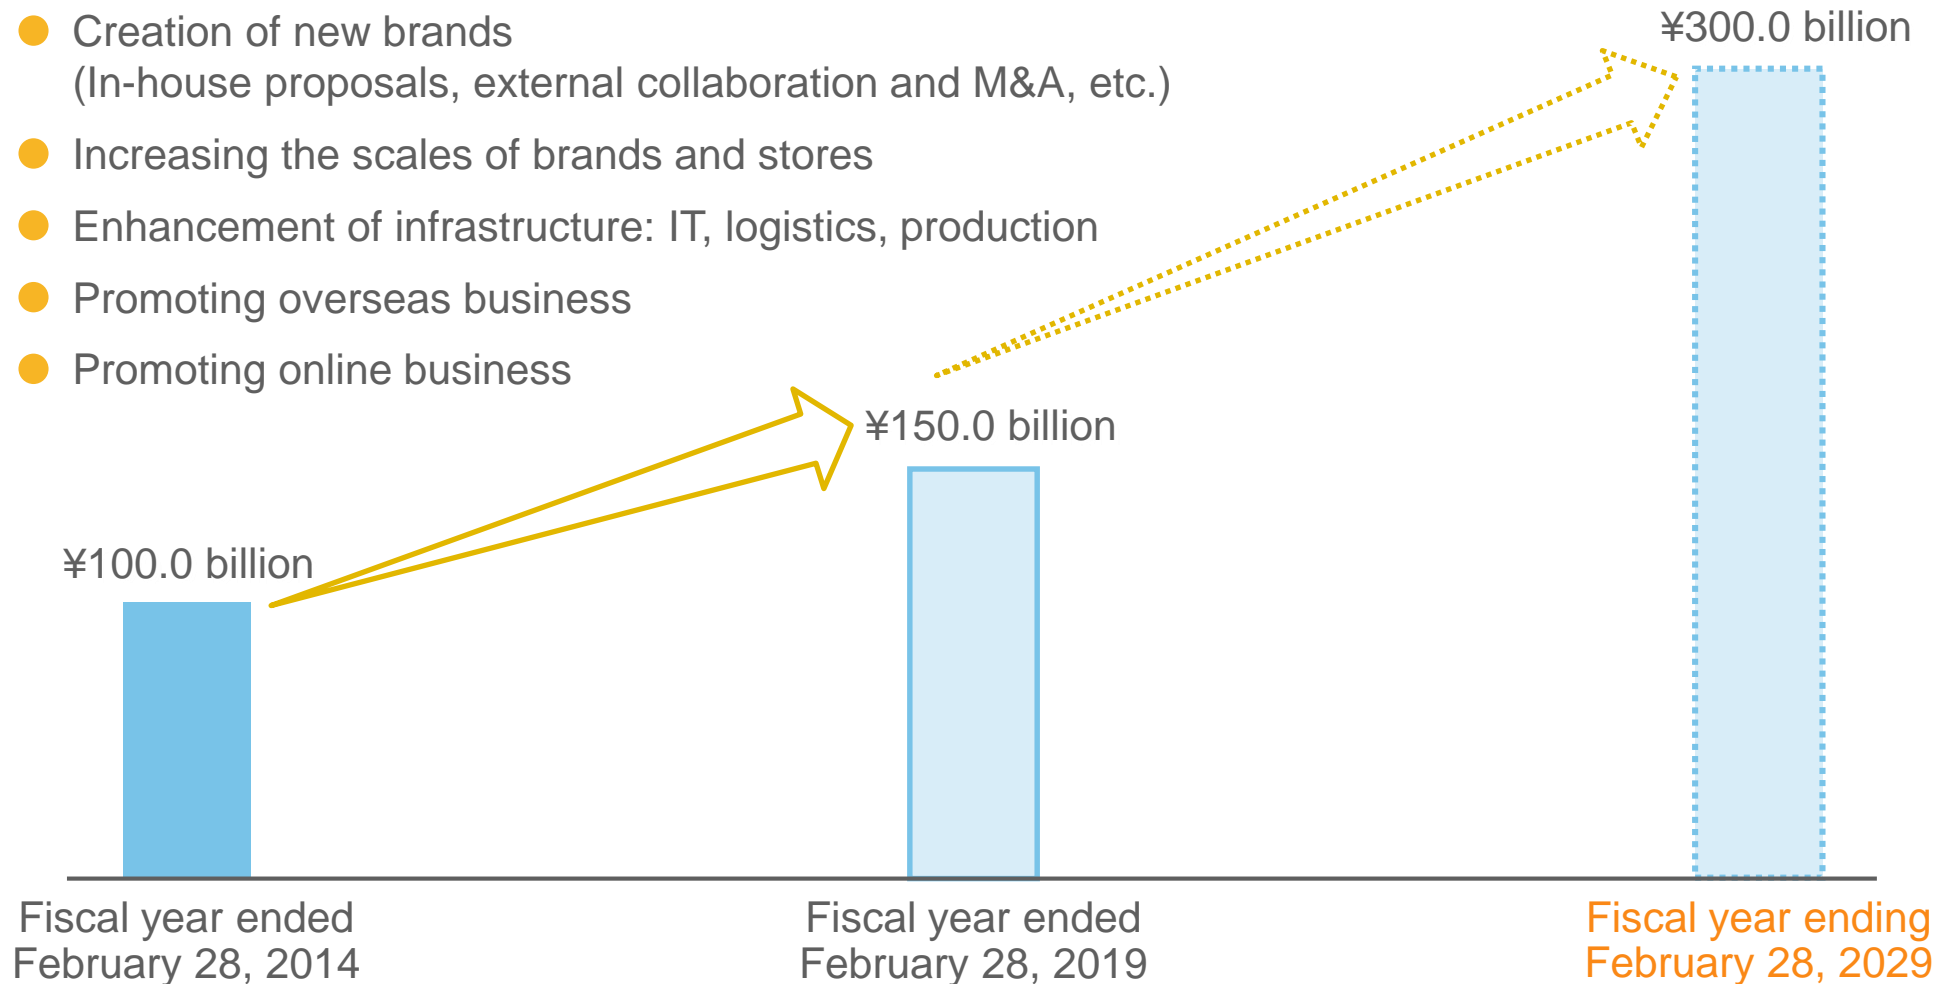 Creation of new brands
(In-house proposals, external collaboration and M&A, etc.)
Increasing the scales of brands and stores
Enhancement of infrastructure: IT, logistics, production
Promoting overseas business
Promoting online business
¥300.0 billion
¥150.0 billion
¥100.0 billion
Fiscal year ended
February 28, 2014
Fiscal year ended
February 28, 2019
Fiscal year ending
February 28, 2029